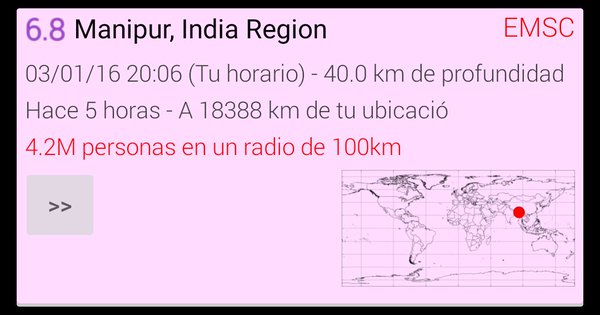 6.8 Manipur, India Region EMSC
03/01/16 20:06 (Tu horario) - 40.0 km de profundidad
Hace 5 horas - A 18388 km de tu ubicació
4.2M personas en un radio de 100km
>>